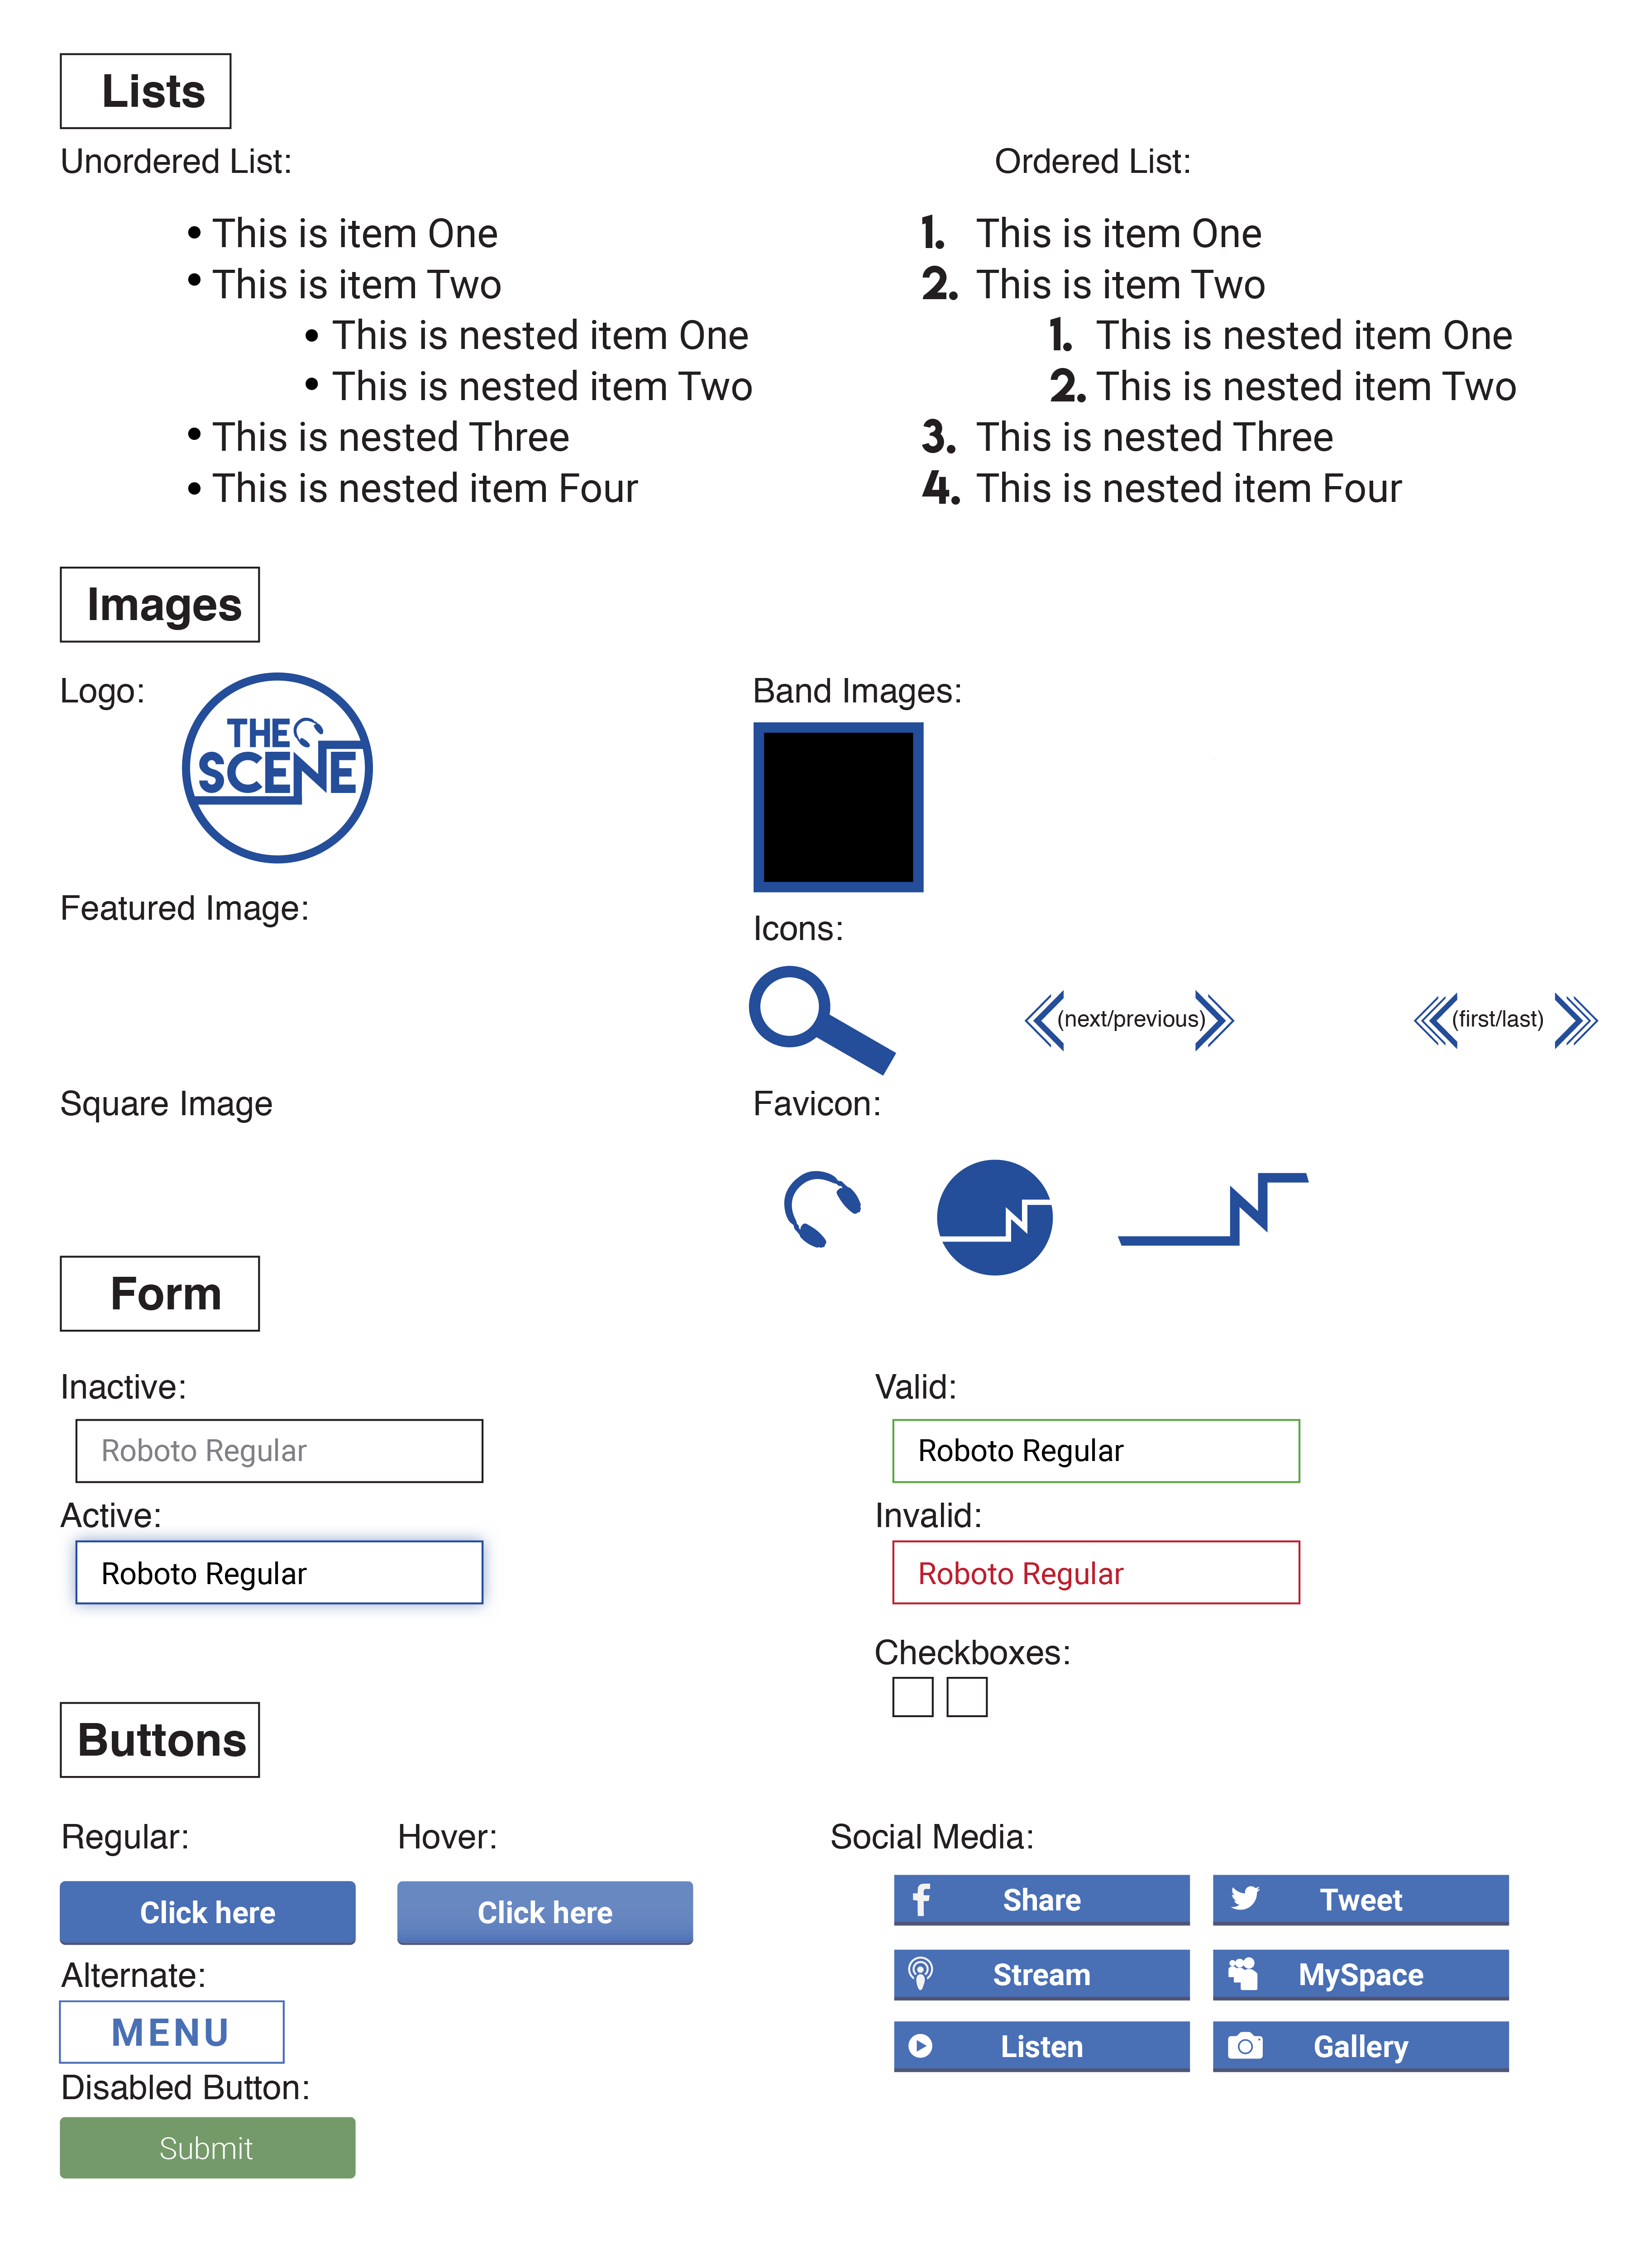 Lists
Unordered List:
• This is item One
• This is item Two
• This is nested item One
• This is nested item Two
• This is nested Three
• This is nested item Four
Ordered List:
1. This is item One
2. This is item Two
1. This is nested item One
2. This is nested item Two
3. This is nested Three
4. This is nested item Four
Images
Logo:
THE
SCENE
Featured Image:
Square Image
Band Images:
Icons:
(next/previous)
(first/last)
Favicon:
Form
Inactive:
Roboto Regular
Active:
Roboto Regular
Valid:
Roboto Regular
Invalid:
Roboto Regular
Checkboxes:
Buttons
Regular:
Click here
Hover:
Click here
Alternate:
MENU
Disabled Button:
Submit
Social Media:
Share
Tweet
Stream
MySpace
Listen
Gallery